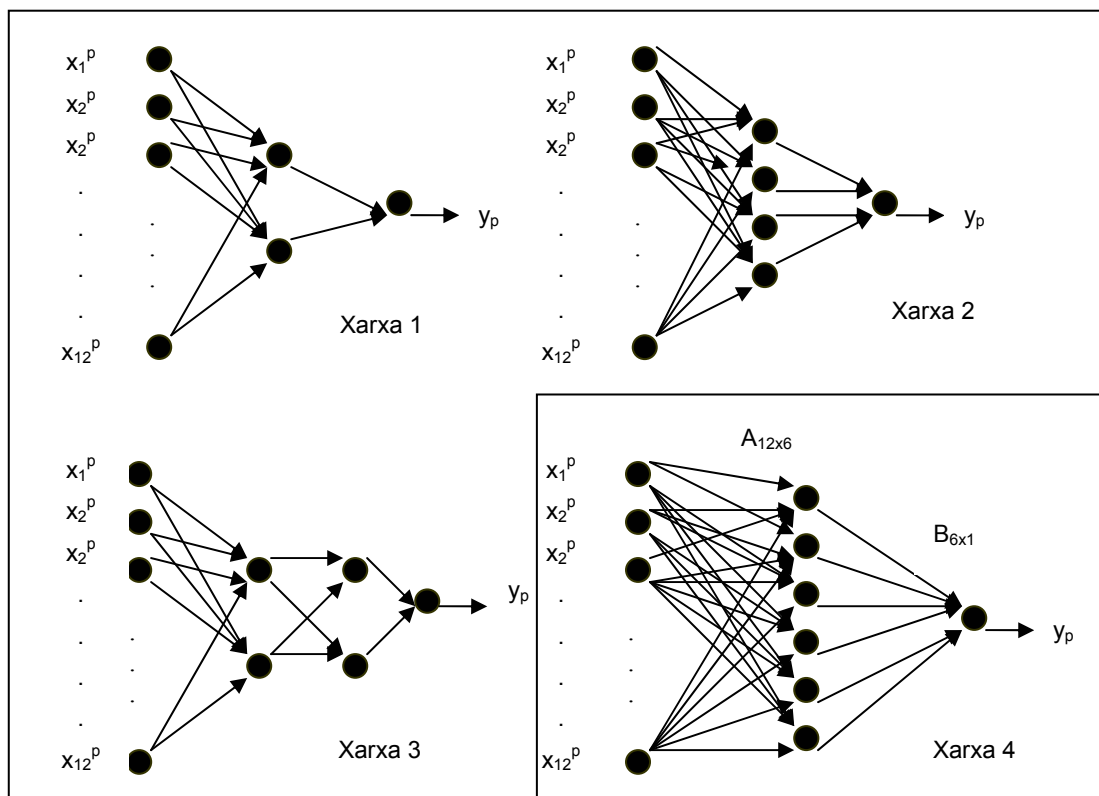 x₁ᵖ
x₂ᵖ
x₂ᵖ
.
.
.
.
.
.
.
x₁₂ᵖ
yₚ
Xarxa 1
x₁ᵖ
x₂ᵖ
x₂ᵖ
.
.
.
.
.
.
.
x₁₂ᵖ
yₚ
Xarxa 2
x₁ᵖ
x₂ᵖ
x₂ᵖ
.
.
.
.
.
.
.
x₁₂ᵖ
yₚ
Xarxa 3
A₁₂ₓ₆
x₁ᵖ
x₂ᵖ
x₂ᵖ
.
.
.
.
.
.
.
x₁₂ᵖ
B₆ₓ₁
yₚ
Xarxa 4